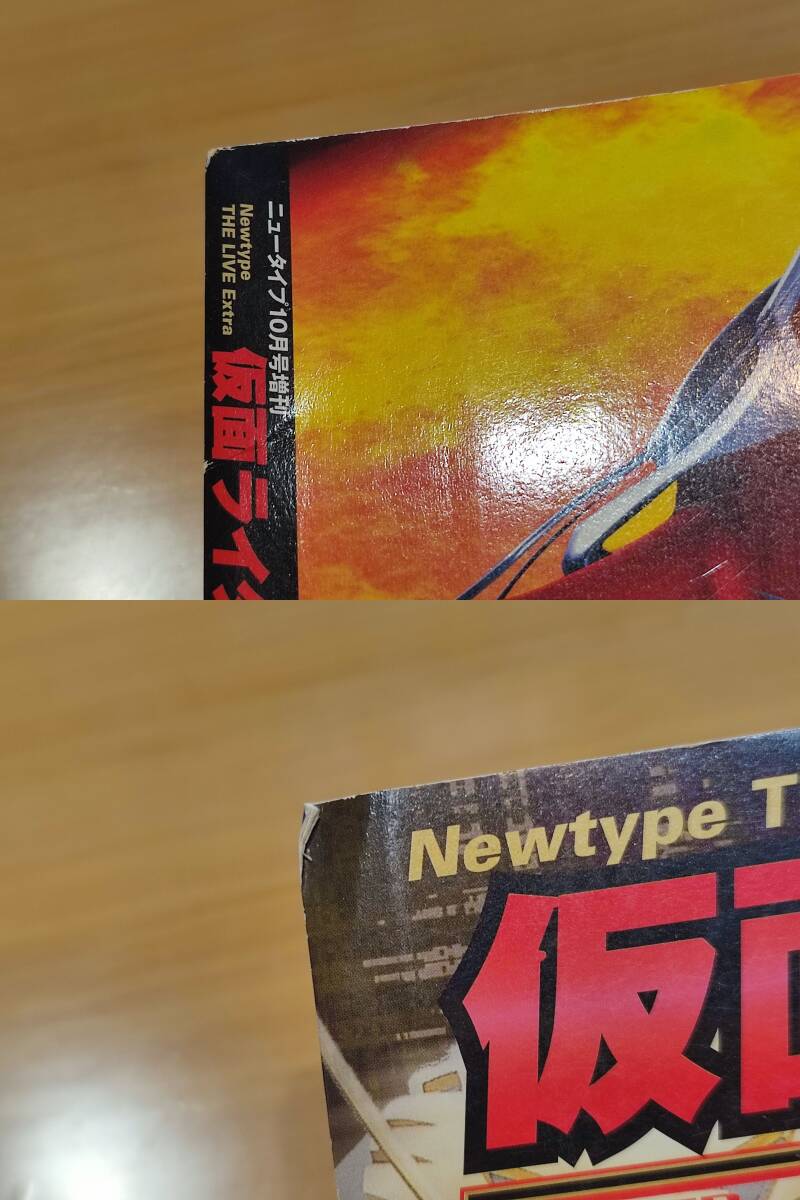 ニュータイプ10月号増刊
Newtype
THE LIVE Extra
仮面ライ
Newtype T
仮